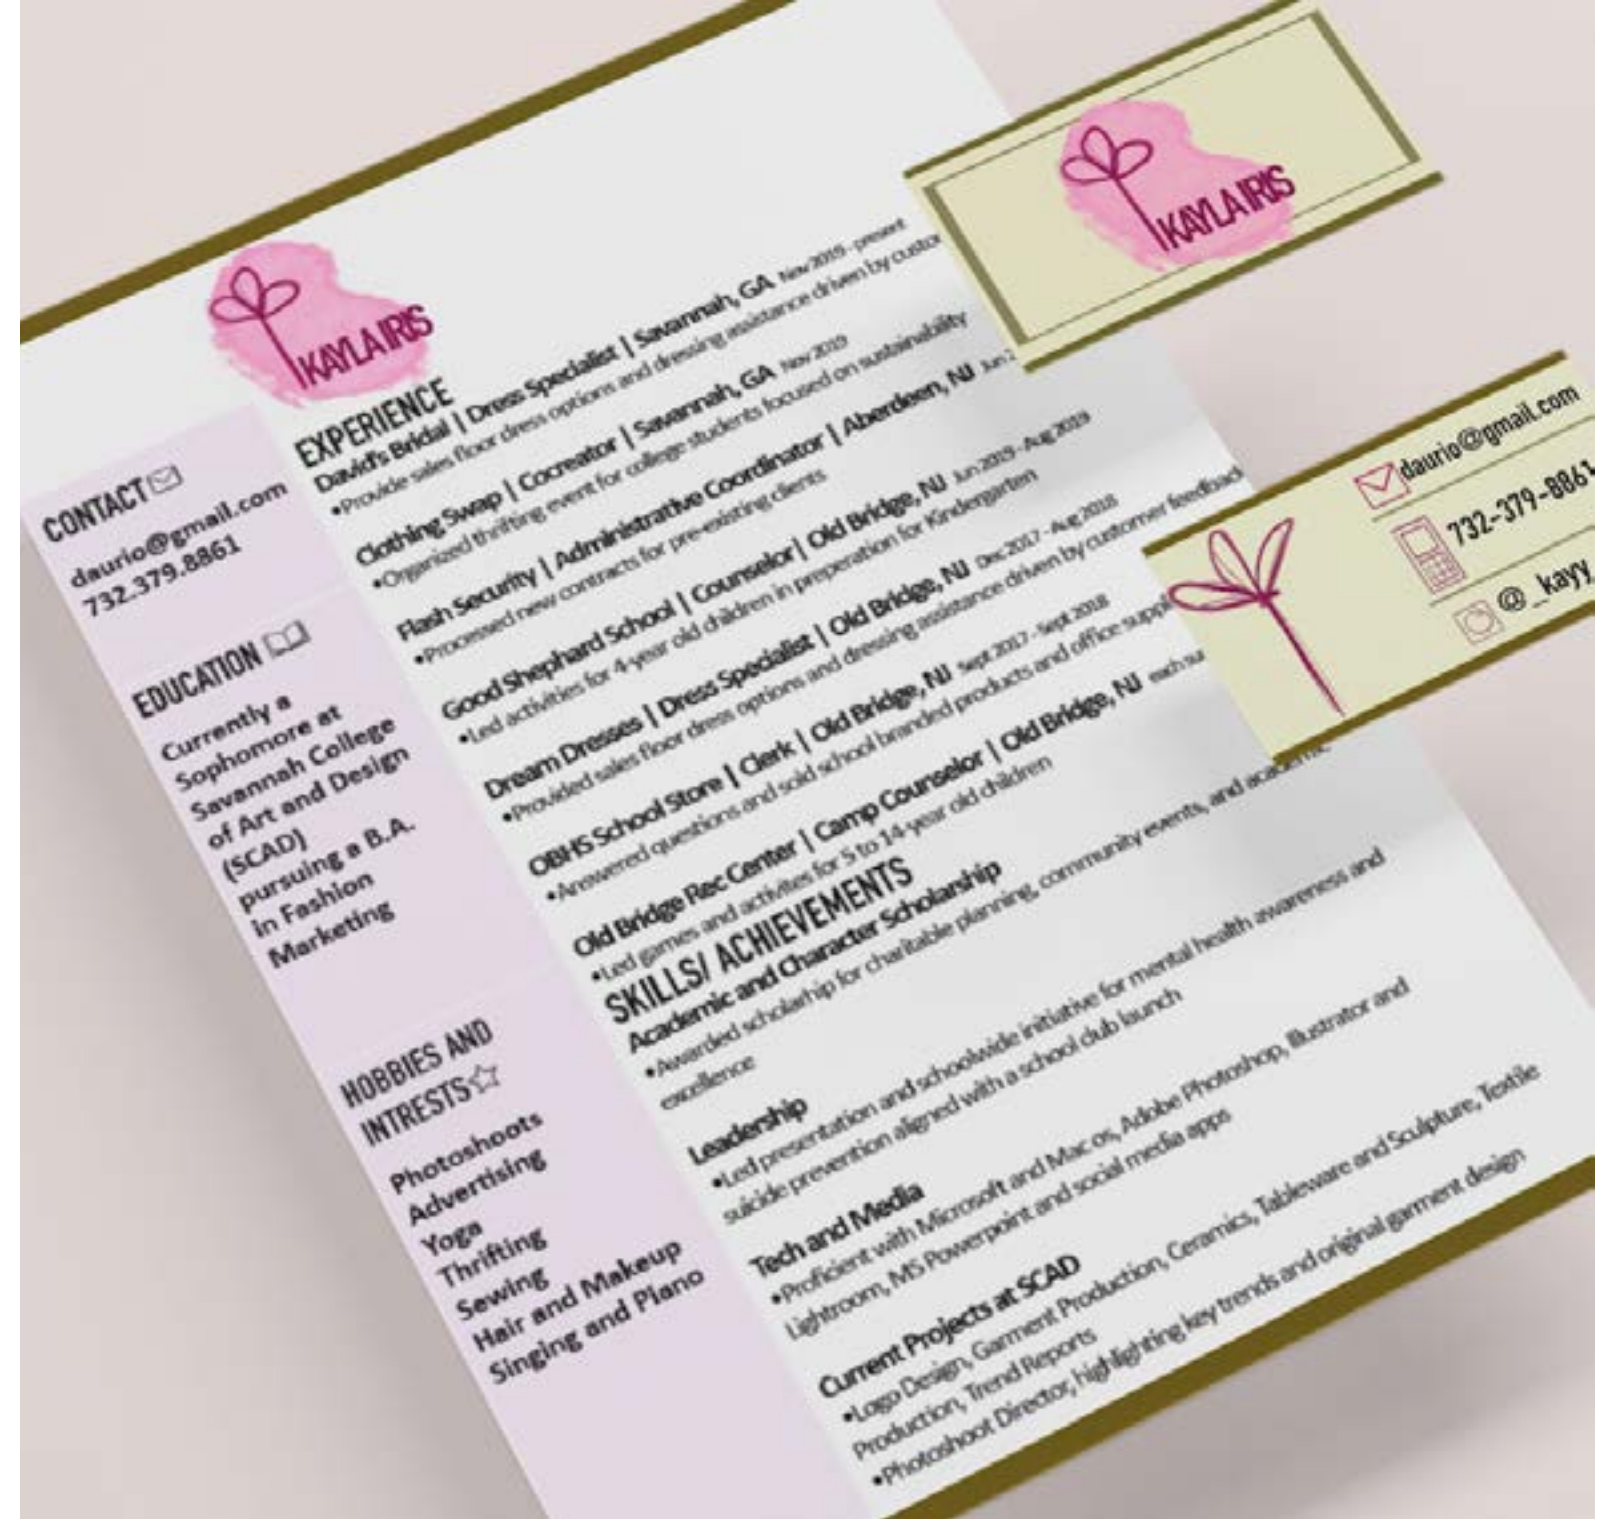 KAYLA IRIS
CONTACT
daurio@gmail.com
732.379.8861
EDUCATION
Currently a
Sophomore at
Savannah College
of Art and Design
(SCAD)
pursuing a B.A.
in Fashion
Marketing
HOBBIES AND
INTRESTS
Photoshoots
Advertising
Yoga
Thrifting
Sewing
Hair and Makeup
Singing and Piano
EXPERIENCE
David's Bridal | Dress Specialist | Savannah, GA Nov 2019 - present
•Provide sales floor dress options and dressing assistance driven by
Clothing Swap | Cocreator | Savannah, GA Nov 2019
•Organized thrifting event for college students focused on sustainability
Flash Security | Administrative Coordinator | Aberdeen, NJ Jun
•Processed new contracts for pre-existing clients
Good Shephard School | Counselor | Old Bridge, NJ Jun 2019 - Aug 2019
•Led activities for 4-year old children in preperation for Kindergarten
Dream Dresses | Dress Specialist | Old Bridge, NJ Dec 2017 - Aug 2018
•Provided sales floor dress options and dressing assistance driven by customer feedback
OBHS School Store | Clerk | Old Bridge, NJ Sept 2017 - Sept 2018
•Answered questions and sold school branded products and office
Old Bridge Rec Center | Camp Counselor | Old Bridge, NJ each
•Led games and activites for 5 to 14-year old children
SKILLS/ ACHIEVEMENTS
Academic and Character Scholarship
•Awarded scholarhip for charitable planning, community events, and academic
excellence
Leadership
•Led presentation and schoolwide initiative for mental health awareness and
suicide prevention aligned with a school club launch
Tech and Media
•Proficient with Microsoft and Mac os, Adobe Photoshop, Illustrator and
Lightroom, MS Powerpoint and social media apps
Current Projects at SCAD
•Logo Design, Garment Production, Ceramics, Tableware and Sculpture, Textile
Production, Trend Reports
•Photoshoot Director, highlighting key trends and original garment design
KAYLA IRIS
daurio@gmail.com
732-379-8861
@_kayy_